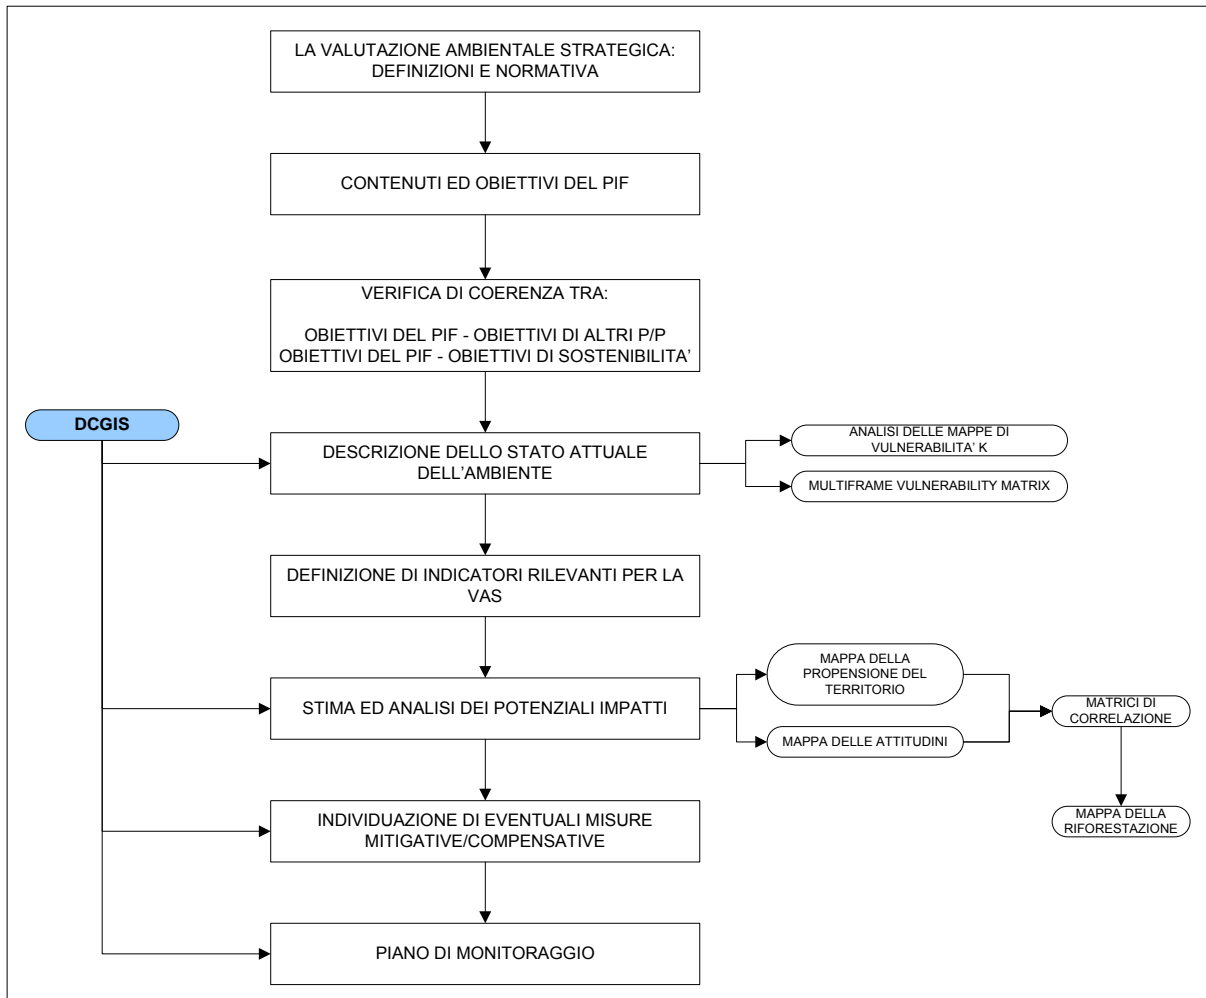 LA VALUTAZIONE AMBIENTALE STRATEGICA:
DEFINIZIONI E NORMATIVA
CONTENUTI ED OBIETTIVI DEL PIF
VERIFICA DI COERENZA TRA:
OBIETTIVI DEL PIF - OBIETTIVI DI ALTRI P/P
OBIETTIVI DEL PIF - OBIETTIVI DI SOSTENIBILITA’
DCGIS
DESCRIZIONE DELLO STATO ATTUALE
DELL’AMBIENTE
ANALISI DELLE MAPPE DI
VULNERABILITA’ K
MULTIFRAME VULNERABILITY MATRIX
DEFINIZIONE DI INDICATORI RILEVANTI PER LA
VAS
STIMA ED ANALISI DEI POTENZIALI IMPATTI
MAPPA DELLA
PROPENSIONE DEL
TERRITORIO
MAPPA DELLE ATTITUDINI
MATRICI DI
CORRELAZIONE
MAPPA DELLA
RIFORESTAZIONE
INDIVIDUAZIONE DI EVENTUALI MISURE
MITIGATIVE/COMPENSATIVE
PIANO DI MONITORAGGIO